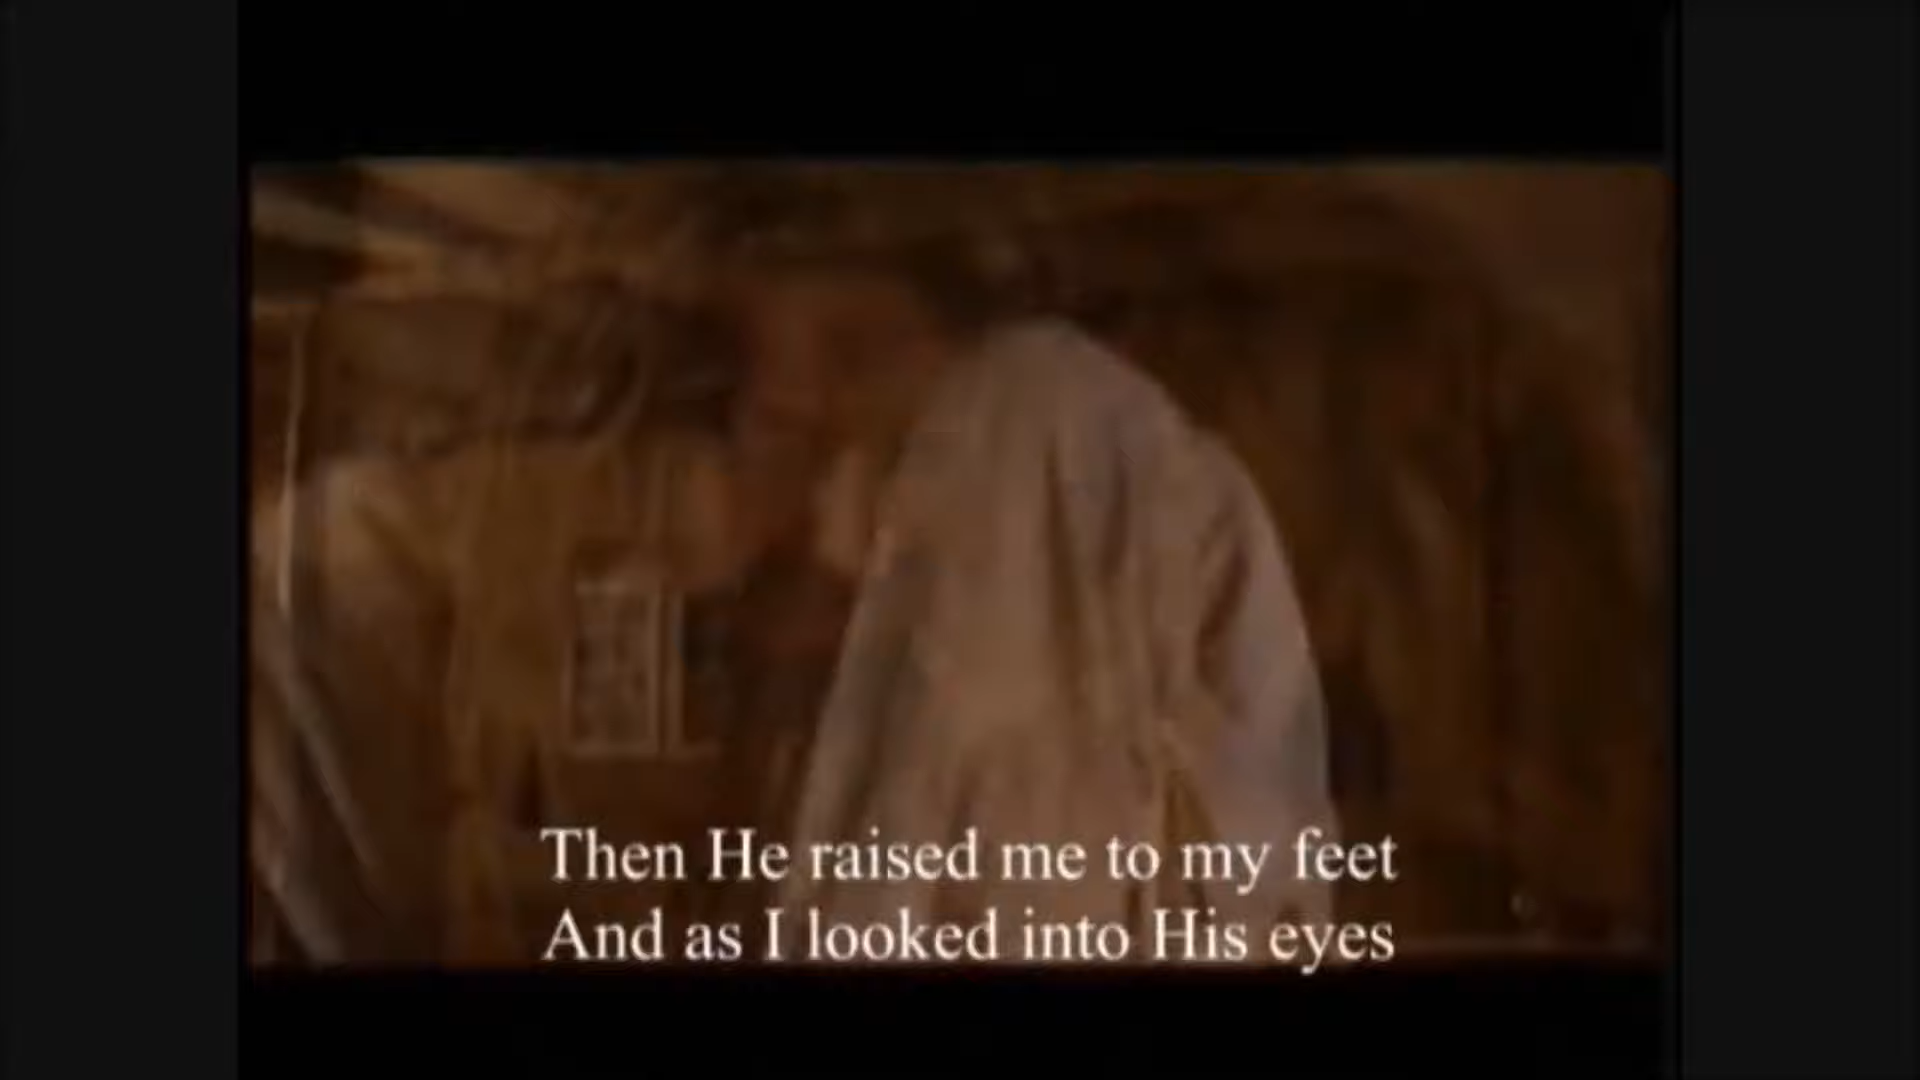 Then He raised me to my feet
And as I looked into His eyes